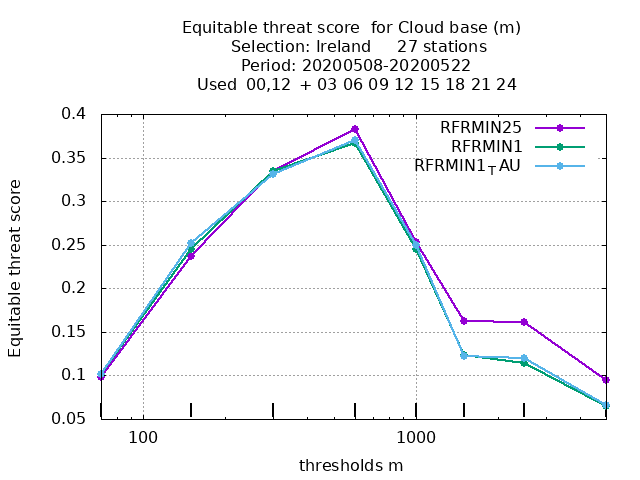 Equitable threat score  for Cloud base (m)
Selection: Ireland     27 stations
Period: 20200508-20200522
Used  00,12  + 03 06 09 12 15 18 21 24
RFRMIN25
RFRMIN1
RFRMIN1TAU
0.4
0.35
0.3
0.25
0.2
0.15
0.1
0.05
Equitable threat score
100
1000
thresholds m